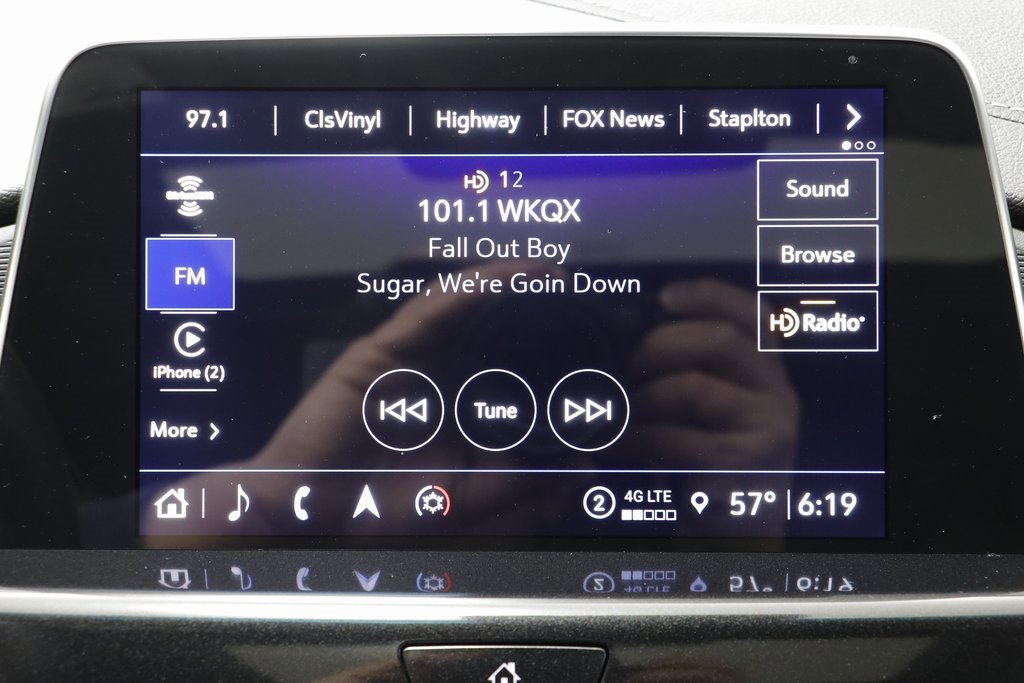 97.1 | ClsVinyl | Highway | FOX News | Staplton |
HD 12
101.1 WKQX
Fall Out Boy
Sugar, We're Goin Down
Sound
Browse
HD Radio
FM
iPhone (2)
More
Tune
2 4G LTE 57° | 6:19